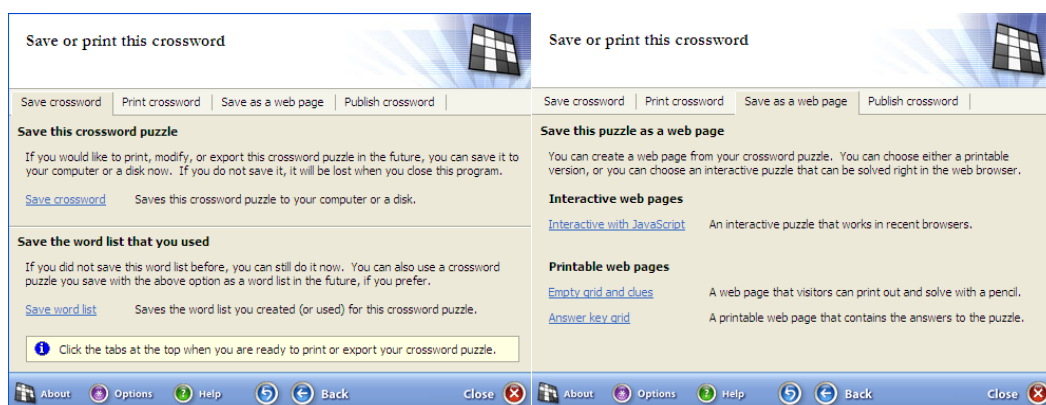 Save or print this crossword
Save crossword Print crossword Save as a web page Publish crossword
Save this crossword puzzle
If you would like to print, modify, or export this crossword puzzle in the future, you can save it to
your computer or a disk now. If you do not save it, it will be lost when you close this program.
Save crossword Saves this crossword puzzle to your computer or a disk.
Save the word list that you used
If you did not save this word list before, you can still do it now. You can also use a crossword
puzzle you save with the above option as a word list in the future, if you prefer.
Save word list Saves the word list you created (or used) for this crossword puzzle.
Click the tabs at the top when you are ready to print or export your crossword puzzle.
About Options Help Back Close
Save or print this crossword
Save crossword Print crossword Save as a web page Publish crossword
Save this puzzle as a web page
You can create a web page from your crossword puzzle. You can choose either a printable
version, or you can choose an interactive puzzle that can be solved right in the web browser.
Interactive web pages
Interactive with JavaScript An interactive puzzle that works in recent browsers.
Printable web pages
Empty grid and clues A web page that visitors can print out and solve with a pencil.
Answer key grid A printable web page that contains the answers to the puzzle.
About Options Help Back Close